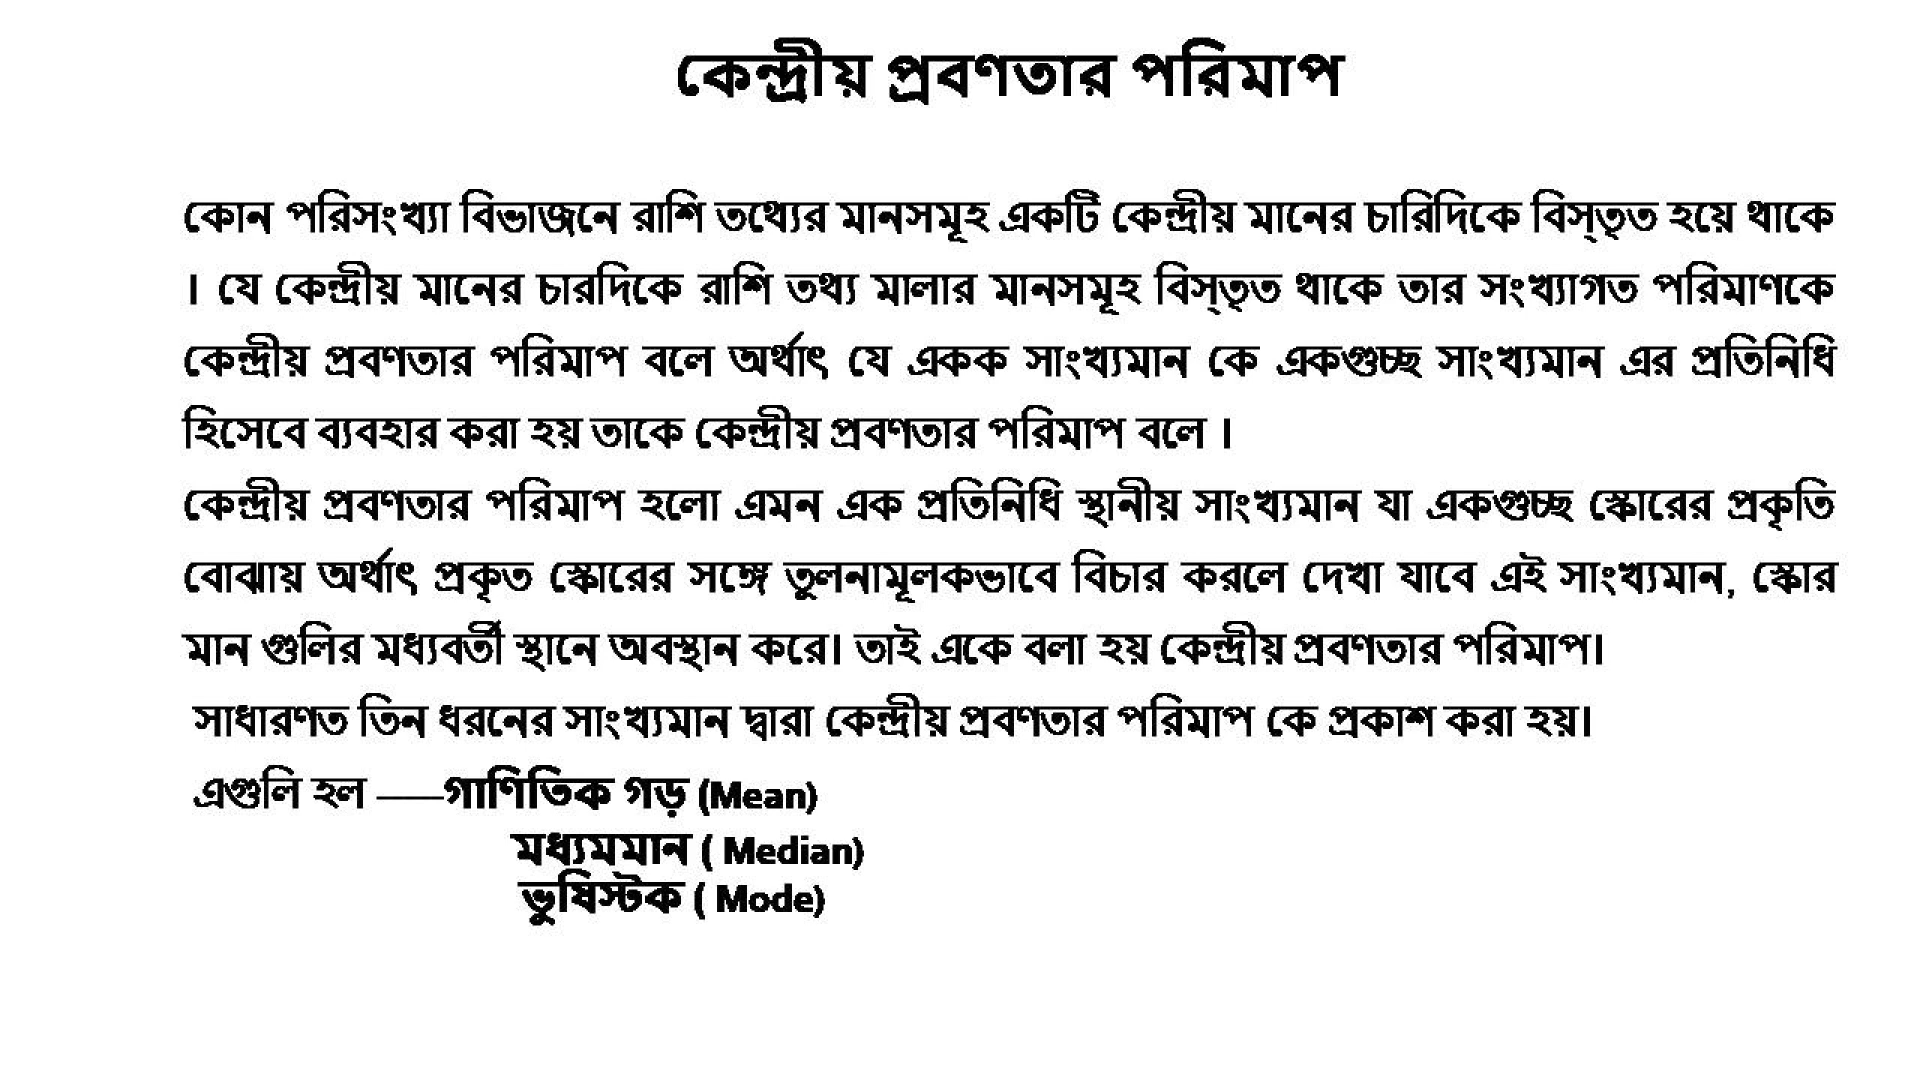 কেন্দ্রীয় প্রবণতার পরিমাপ
কোন পরিসংখ্যা বিভাজনে রাশি তথ্যের মানসমূহ একটি কেন্দ্রীয় মানের চারিদিকে বিস্তৃত হয়ে থাকে
। যে কেন্দ্রীয় মানের চারদিকে রাশি তথ্য মালার মানসমূহ বিস্তৃত থাকে তার সংখ্যাগত পরিমাণকে
কেন্দ্রীয় প্রবণতার পরিমাপ বলে অর্থাৎ যে একক সাংখ্যমান কে একগুচ্ছ সাংখ্যমান এর প্রতিনিধি
হিসেবে ব্যবহার করা হয় তাকে কেন্দ্রীয় প্রবণতার পরিমাপ বলে ।
কেন্দ্রীয় প্রবণতার পরিমাপ হলো এমন এক প্রতিনিধি স্থানীয় সাংখ্যমান যা একগুচ্ছ স্কোরের প্রকৃতি
বোঝায় অর্থাৎ প্রকৃত স্কোরের সঙ্গে তুলনামূলকভাবে বিচার করলে দেখা যাবে এই সাংখ্যমান, স্কোর
মান গুলির মধ্যবর্তী স্থানে অবস্থান করে। তাই একে বলা হয় কেন্দ্রীয় প্রবণতার পরিমাপ।
সাধারণত তিন ধরনের সাংখ্যমান দ্বারা কেন্দ্রীয় প্রবণতার পরিমাপ কে প্রকাশ করা হয়।
এগুলি হল ——গাণিতিক গড় (Mean)
মধ্যমমান ( Median)
ভুষিস্টক ( Mode)